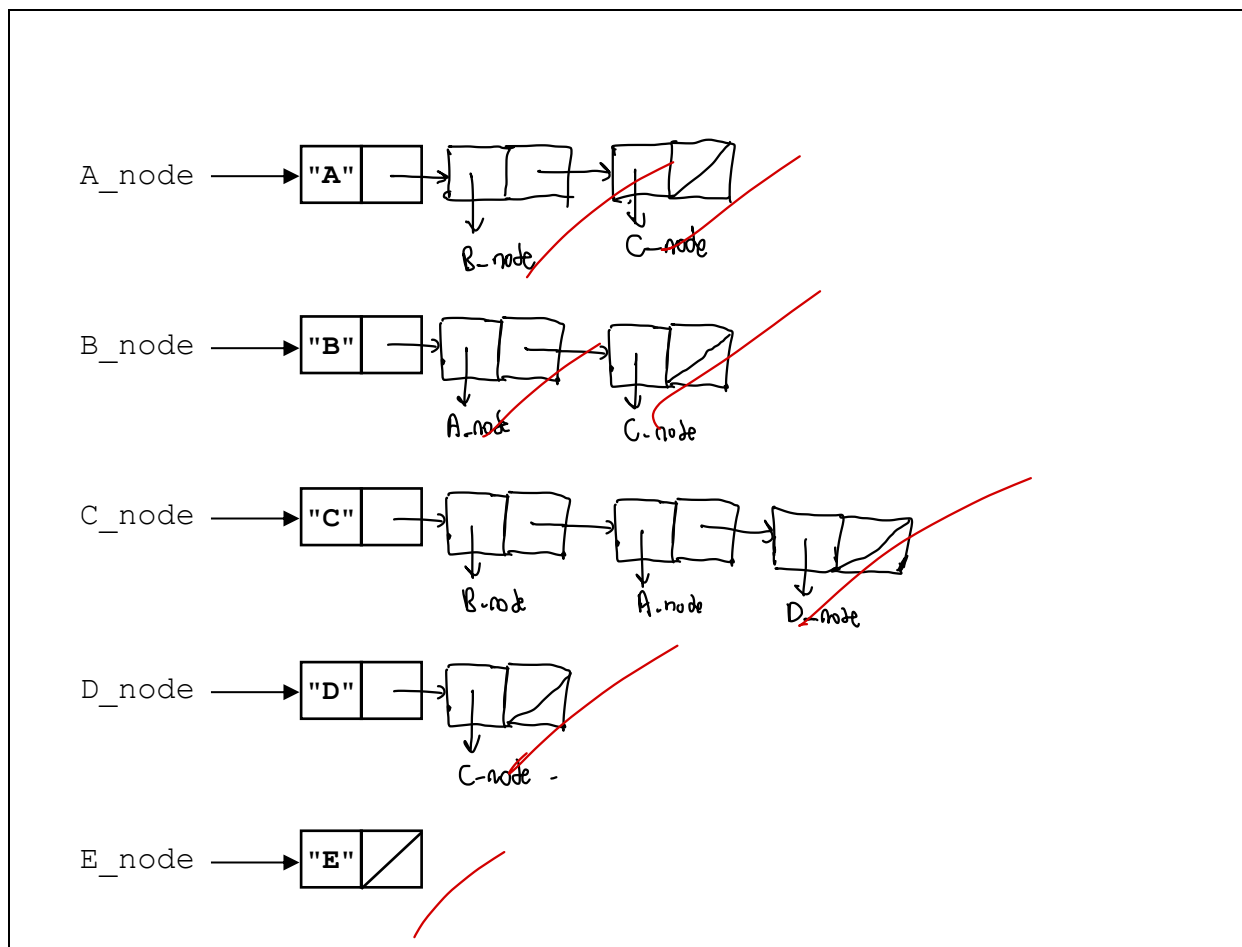 A_node "A"
B_node C_node
B_node "B"
A_node C_node
C_node "C"
B_node A_node D_node
D_node "D"
C_node
E_node "E"